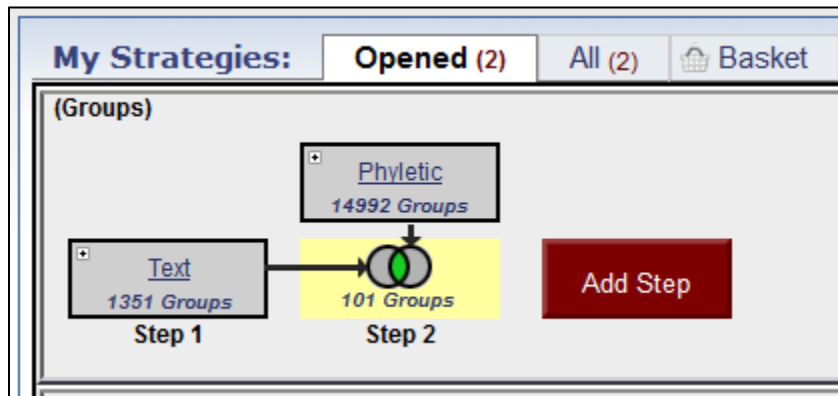 My Strategies: Opened (2) All (2) Basket
(Groups)
Phyletic
14992 Groups
Text
1351 Groups
Step 1
101 Groups
Step 2
Add Step